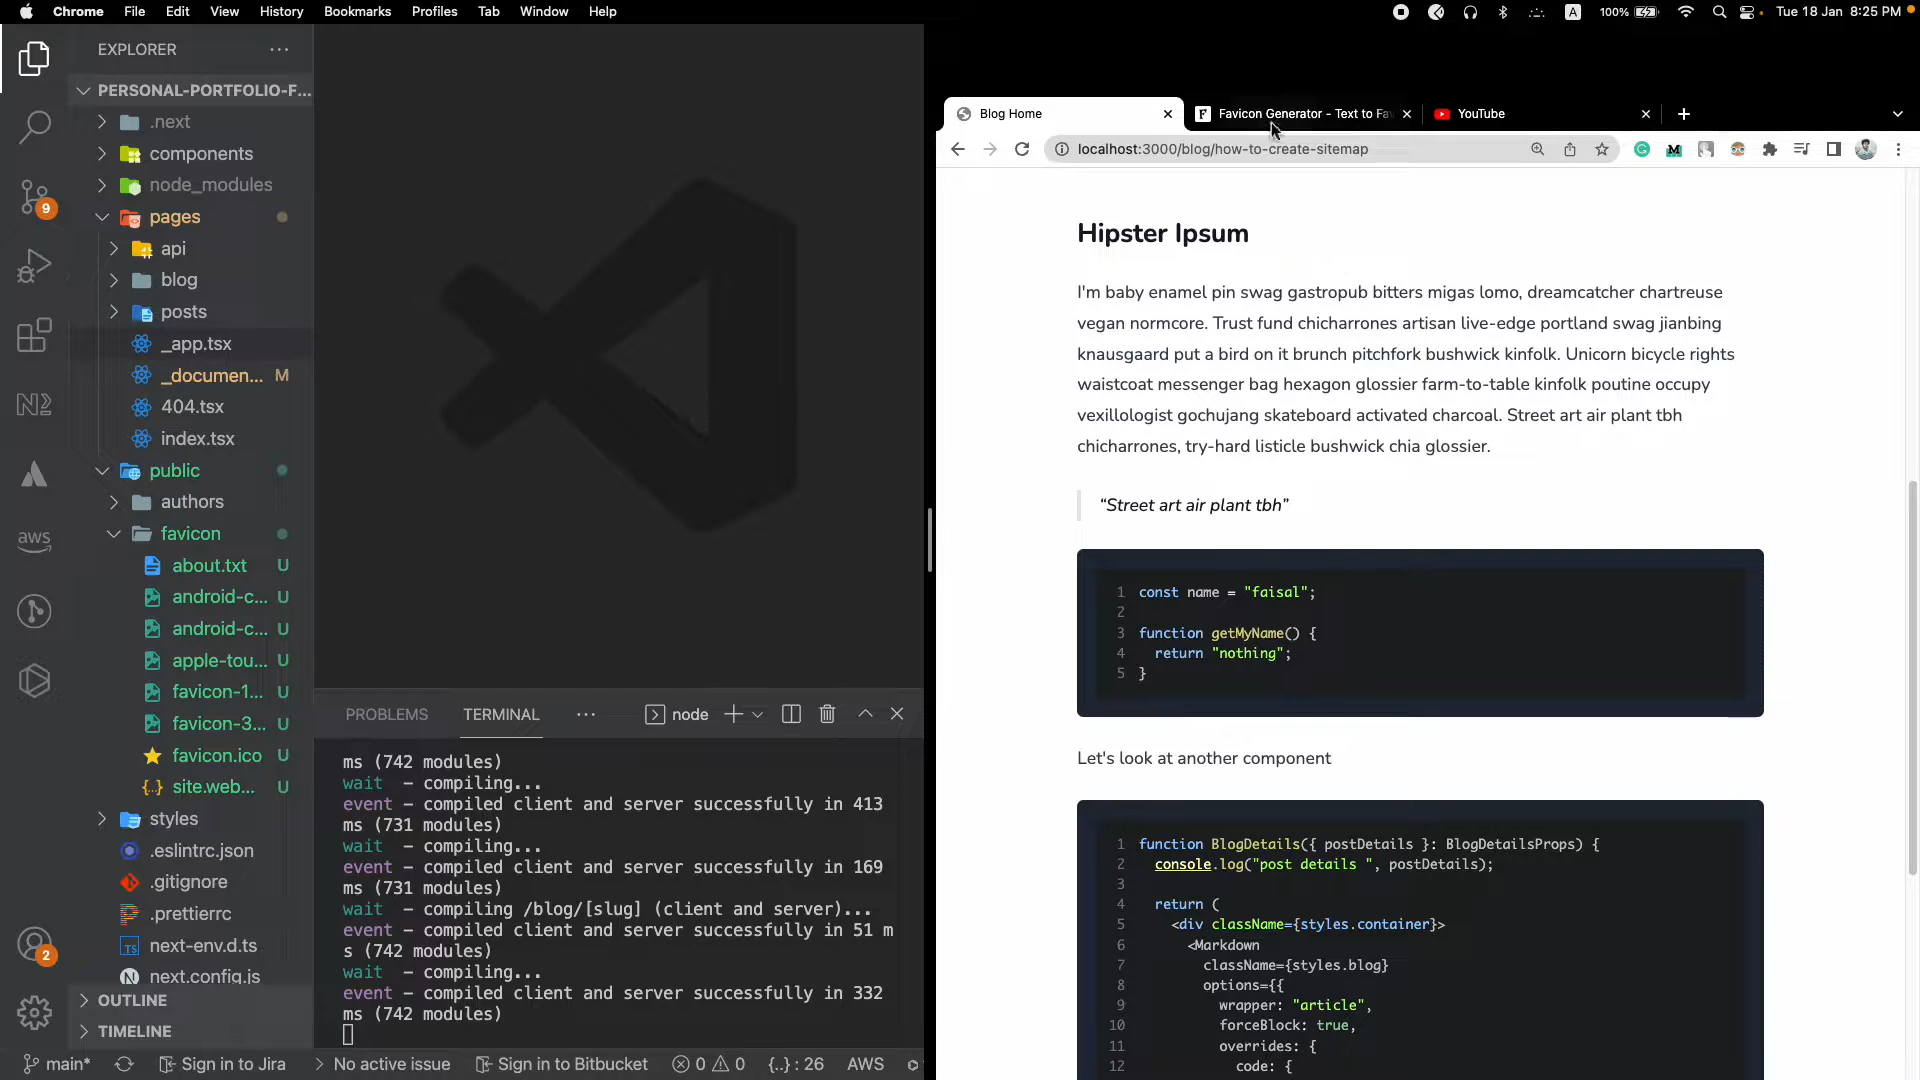 Chrome File Edit View History Bookmarks Profiles Tab Window Help
A 100% Tue 18 Jan 8:25 PM
EXPLORER
PERSONAL-PORTFOLIO-F...
.next
components
node_modules
pages
api
blog
posts
_app.tsx
_documen... M
404.tsx
index.tsx
public
authors
favicon
about.txt U
android-c... U
android-c... U
apple-tou... U
favicon-1... U
favicon-3... U
favicon.ico U
site.web... U
styles
.eslintrc.json
.gitignore
.prettierrc
next-env.d.ts
next.config.js
OUTLINE
TIMELINE
9
aws
2
PROBLEMS TERMINAL ... node
ms (742 modules)
wait - compiling...
event - compiled client and server successfully in 413
ms (731 modules)
wait - compiling...
event - compiled client and server successfully in 169
ms (731 modules)
wait - compiling /blog/[slug] (client and server)...
event - compiled client and server successfully in 51 m
s (742 modules)
wait - compiling...
event - compiled client and server successfully in 332
ms (742 modules)
main* Sign in to Jira No active issue Sign in to Bitbucket 0 0 {..} : 26 AWS
Blog Home Favicon Generator - Text to Fav YouTube
localhost:3000/blog/how-to-create-sitemap
Hipster Ipsum
I'm baby enamel pin swag gastropub bitters migas lomo, dreamcatcher chartreuse
vegan normcore. Trust fund chicharrones artisan live-edge portland swag jianbing
knausgaard put a bird on it brunch pitchfork bushwick kinfolk. Unicorn bicycle rights
waistcoat messenger bag hexagon glossier farm-to-table kinfolk poutine occupy
vexillologist gochujang skateboard activated charcoal. Street art air plant tbh
chicharrones, try-hard listicle bushwick chia glossier.
“Street art air plant tbh”
1 const name = "faisal";
2
3 function getMyName() {
4 return "nothing";
5 }
Let's look at another component
1 function BlogDetails({ postDetails }: BlogDetailsProps) {
2 console.log("post details ", postDetails);
3
4 return (
5 <div className={styles.container}>
6 <Markdown
7 className={styles.blog}
8 options={{
9 wrapper: "article",
10 forceBlock: true,
11 overrides: {
12 code: {